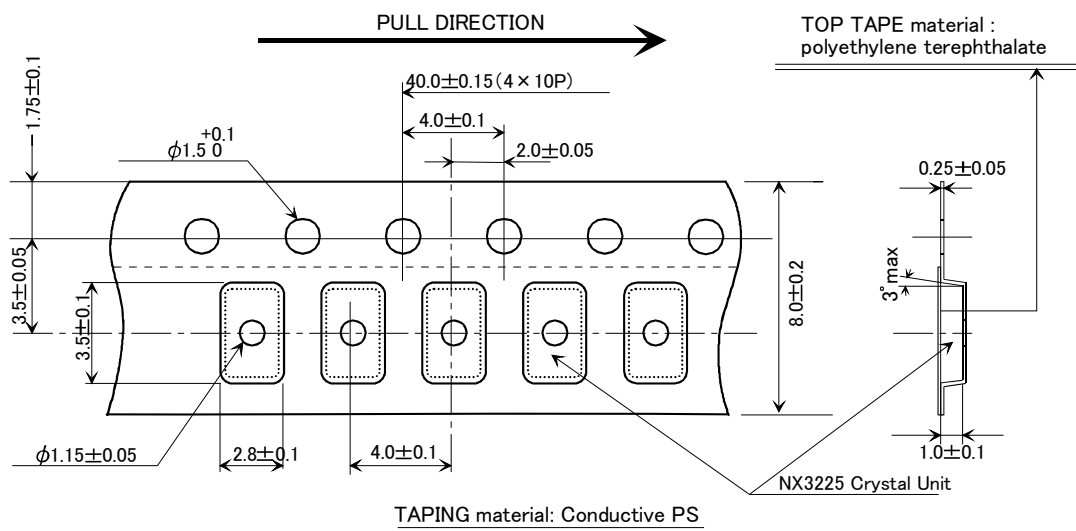 PULL DIRECTION
TOP TAPE material :
polyethylene terephthalate
1.75±0.1
40.0±0.15(4×10P)
4.0±0.1
+0.1
φ1.5 0
2.0±0.05
0.25±0.05
3.5±0.05
3.5±0.1
8.0±0.2
3°max
φ1.15±0.05
2.8±0.1
4.0±0.1
1.0±0.1
NX3225 Crystal Unit
TAPING material: Conductive PS